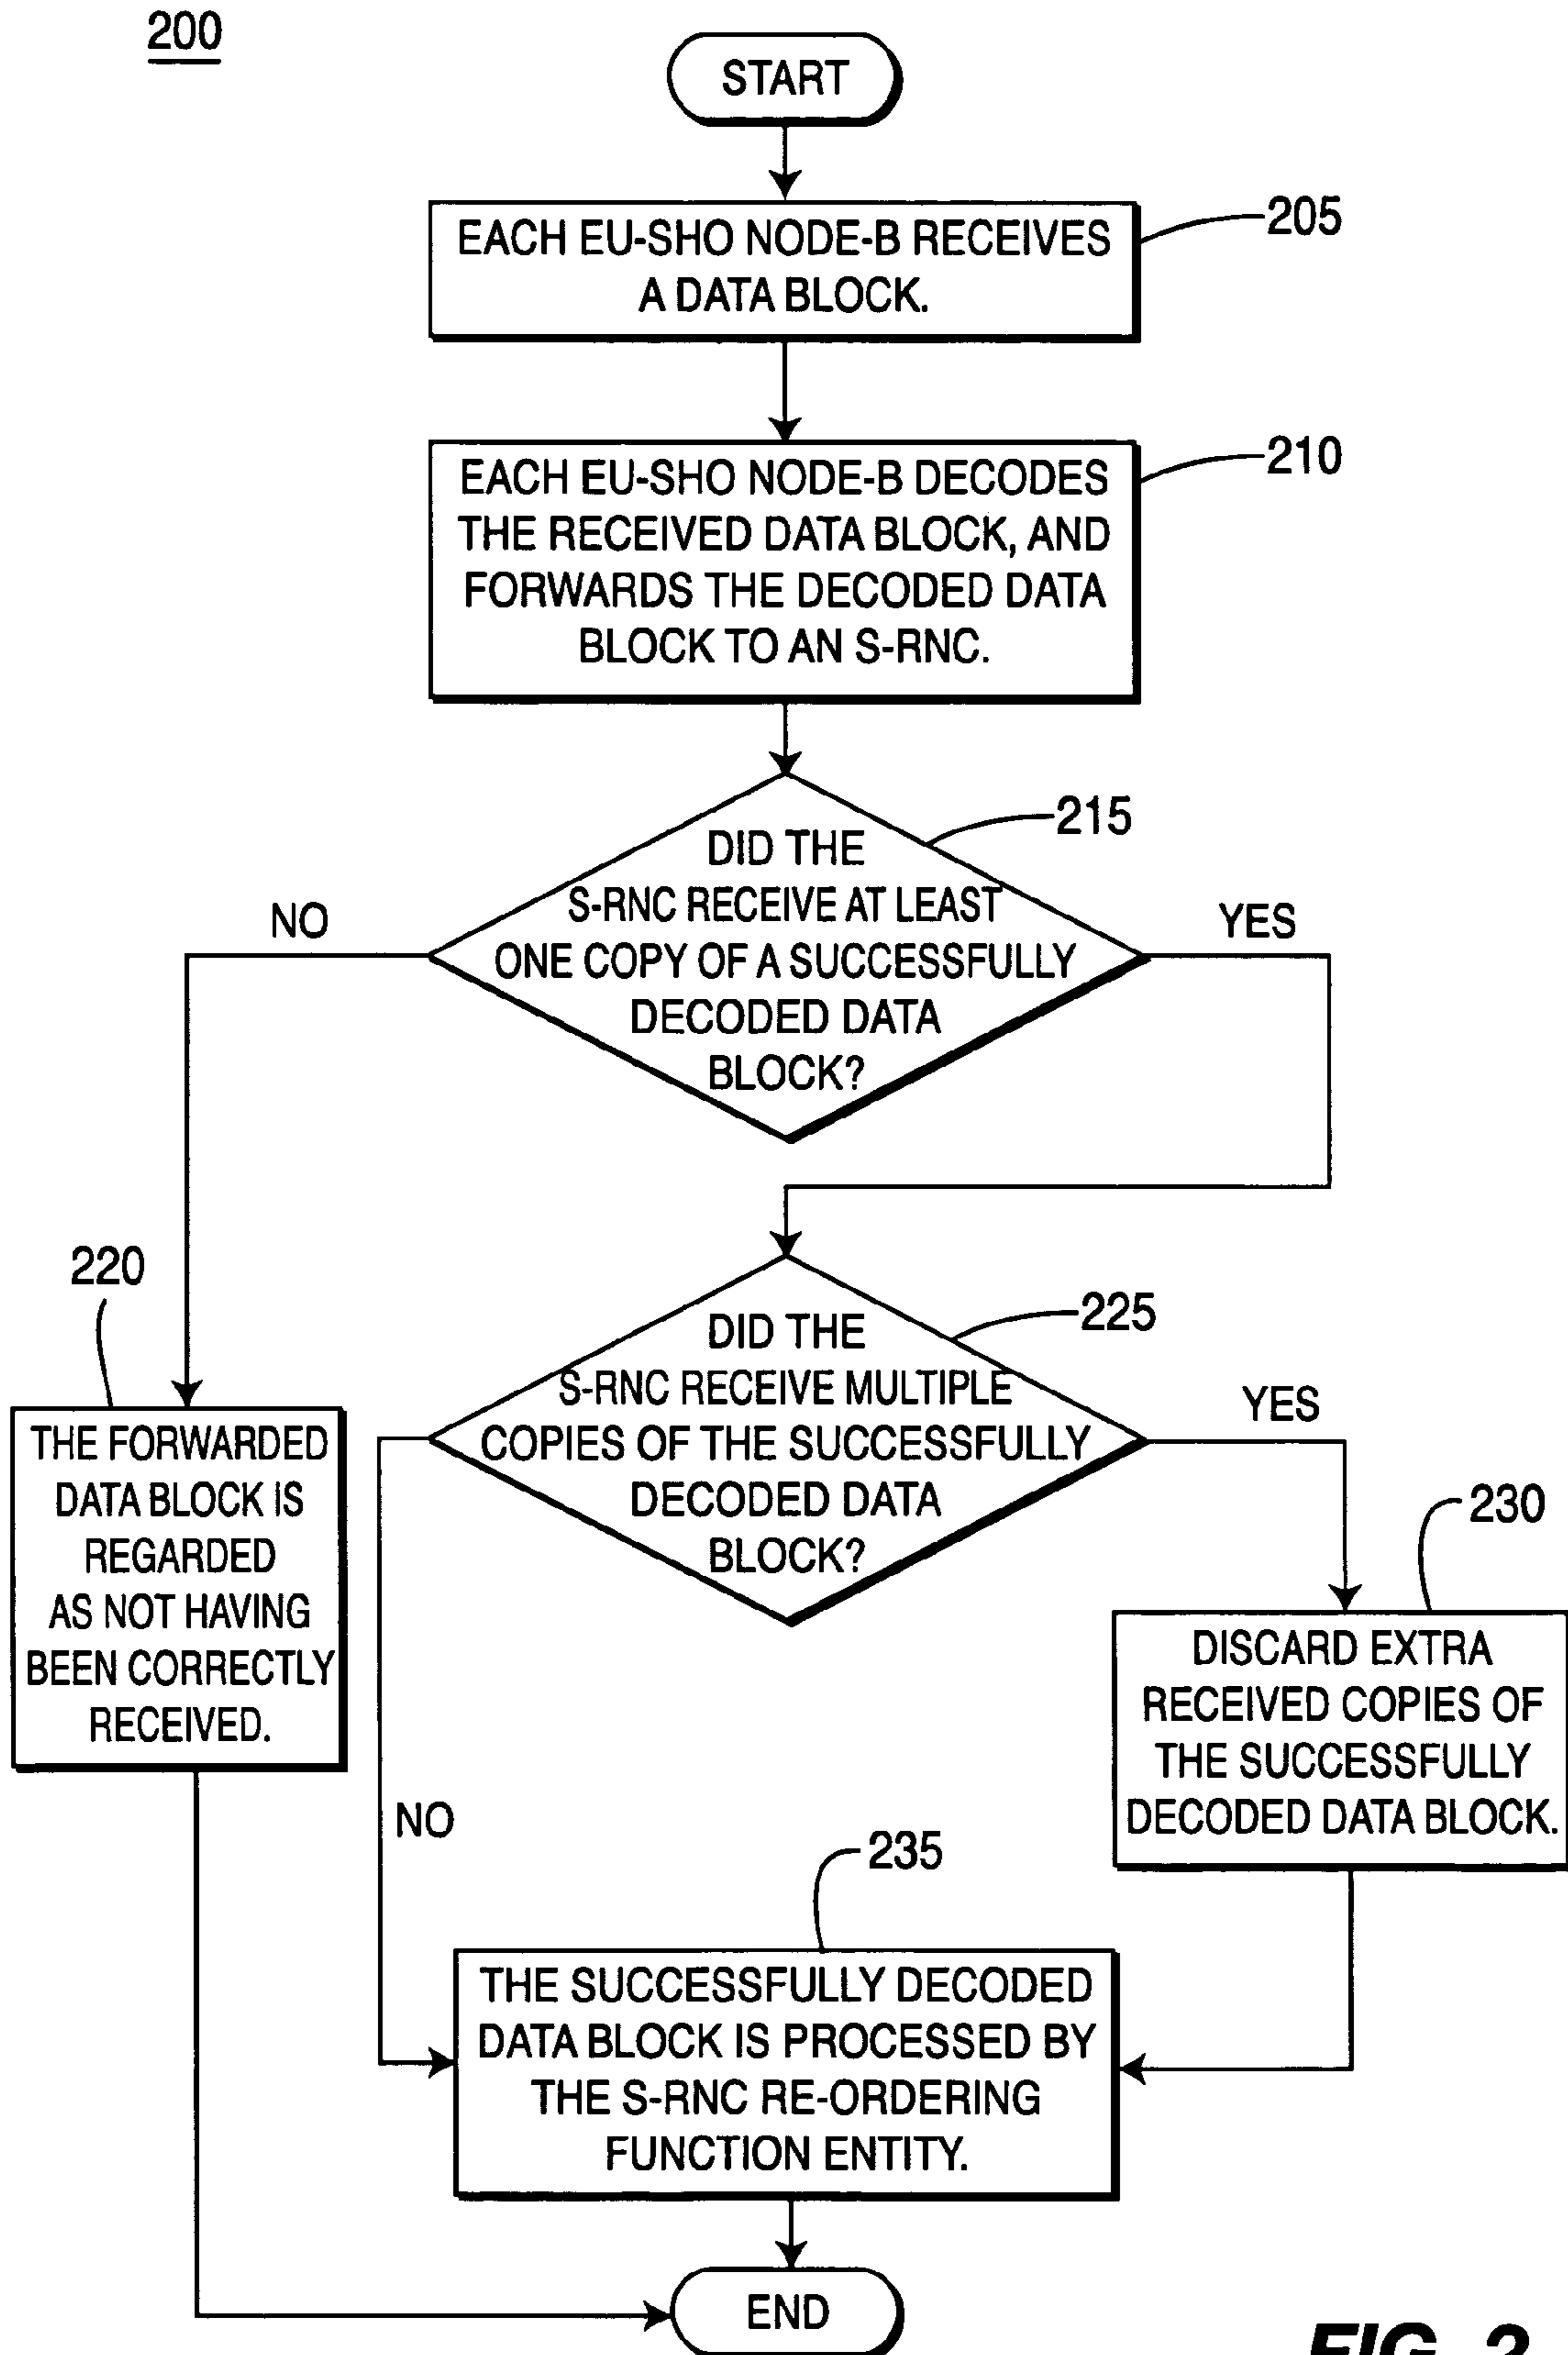 200
START
EACH EU-SHO NODE-B RECEIVES
A DATA BLOCK.
205
EACH EU-SHO NODE-B DECODES
THE RECEIVED DATA BLOCK, AND
FORWARDS THE DECODED DATA
BLOCK TO AN S-RNC.
210
DID THE
S-RNC RECEIVE AT LEAST
ONE COPY OF A SUCCESSFULLY
DECODED DATA
BLOCK?
215
NO
YES
220
THE FORWARDED
DATA BLOCK IS
REGARDED
AS NOT HAVING
BEEN CORRECTLY
RECEIVED.
DID THE
S-RNC RECEIVE MULTIPLE
COPIES OF THE SUCCESSFULLY
DECODED DATA
BLOCK?
225
YES
NO
230
DISCARD EXTRA
RECEIVED COPIES OF
THE SUCCESSFULLY
DECODED DATA BLOCK.
235
THE SUCCESSFULLY DECODED
DATA BLOCK IS PROCESSED BY
THE S-RNC RE-ORDERING
FUNCTION ENTITY.
END
FIG. 2